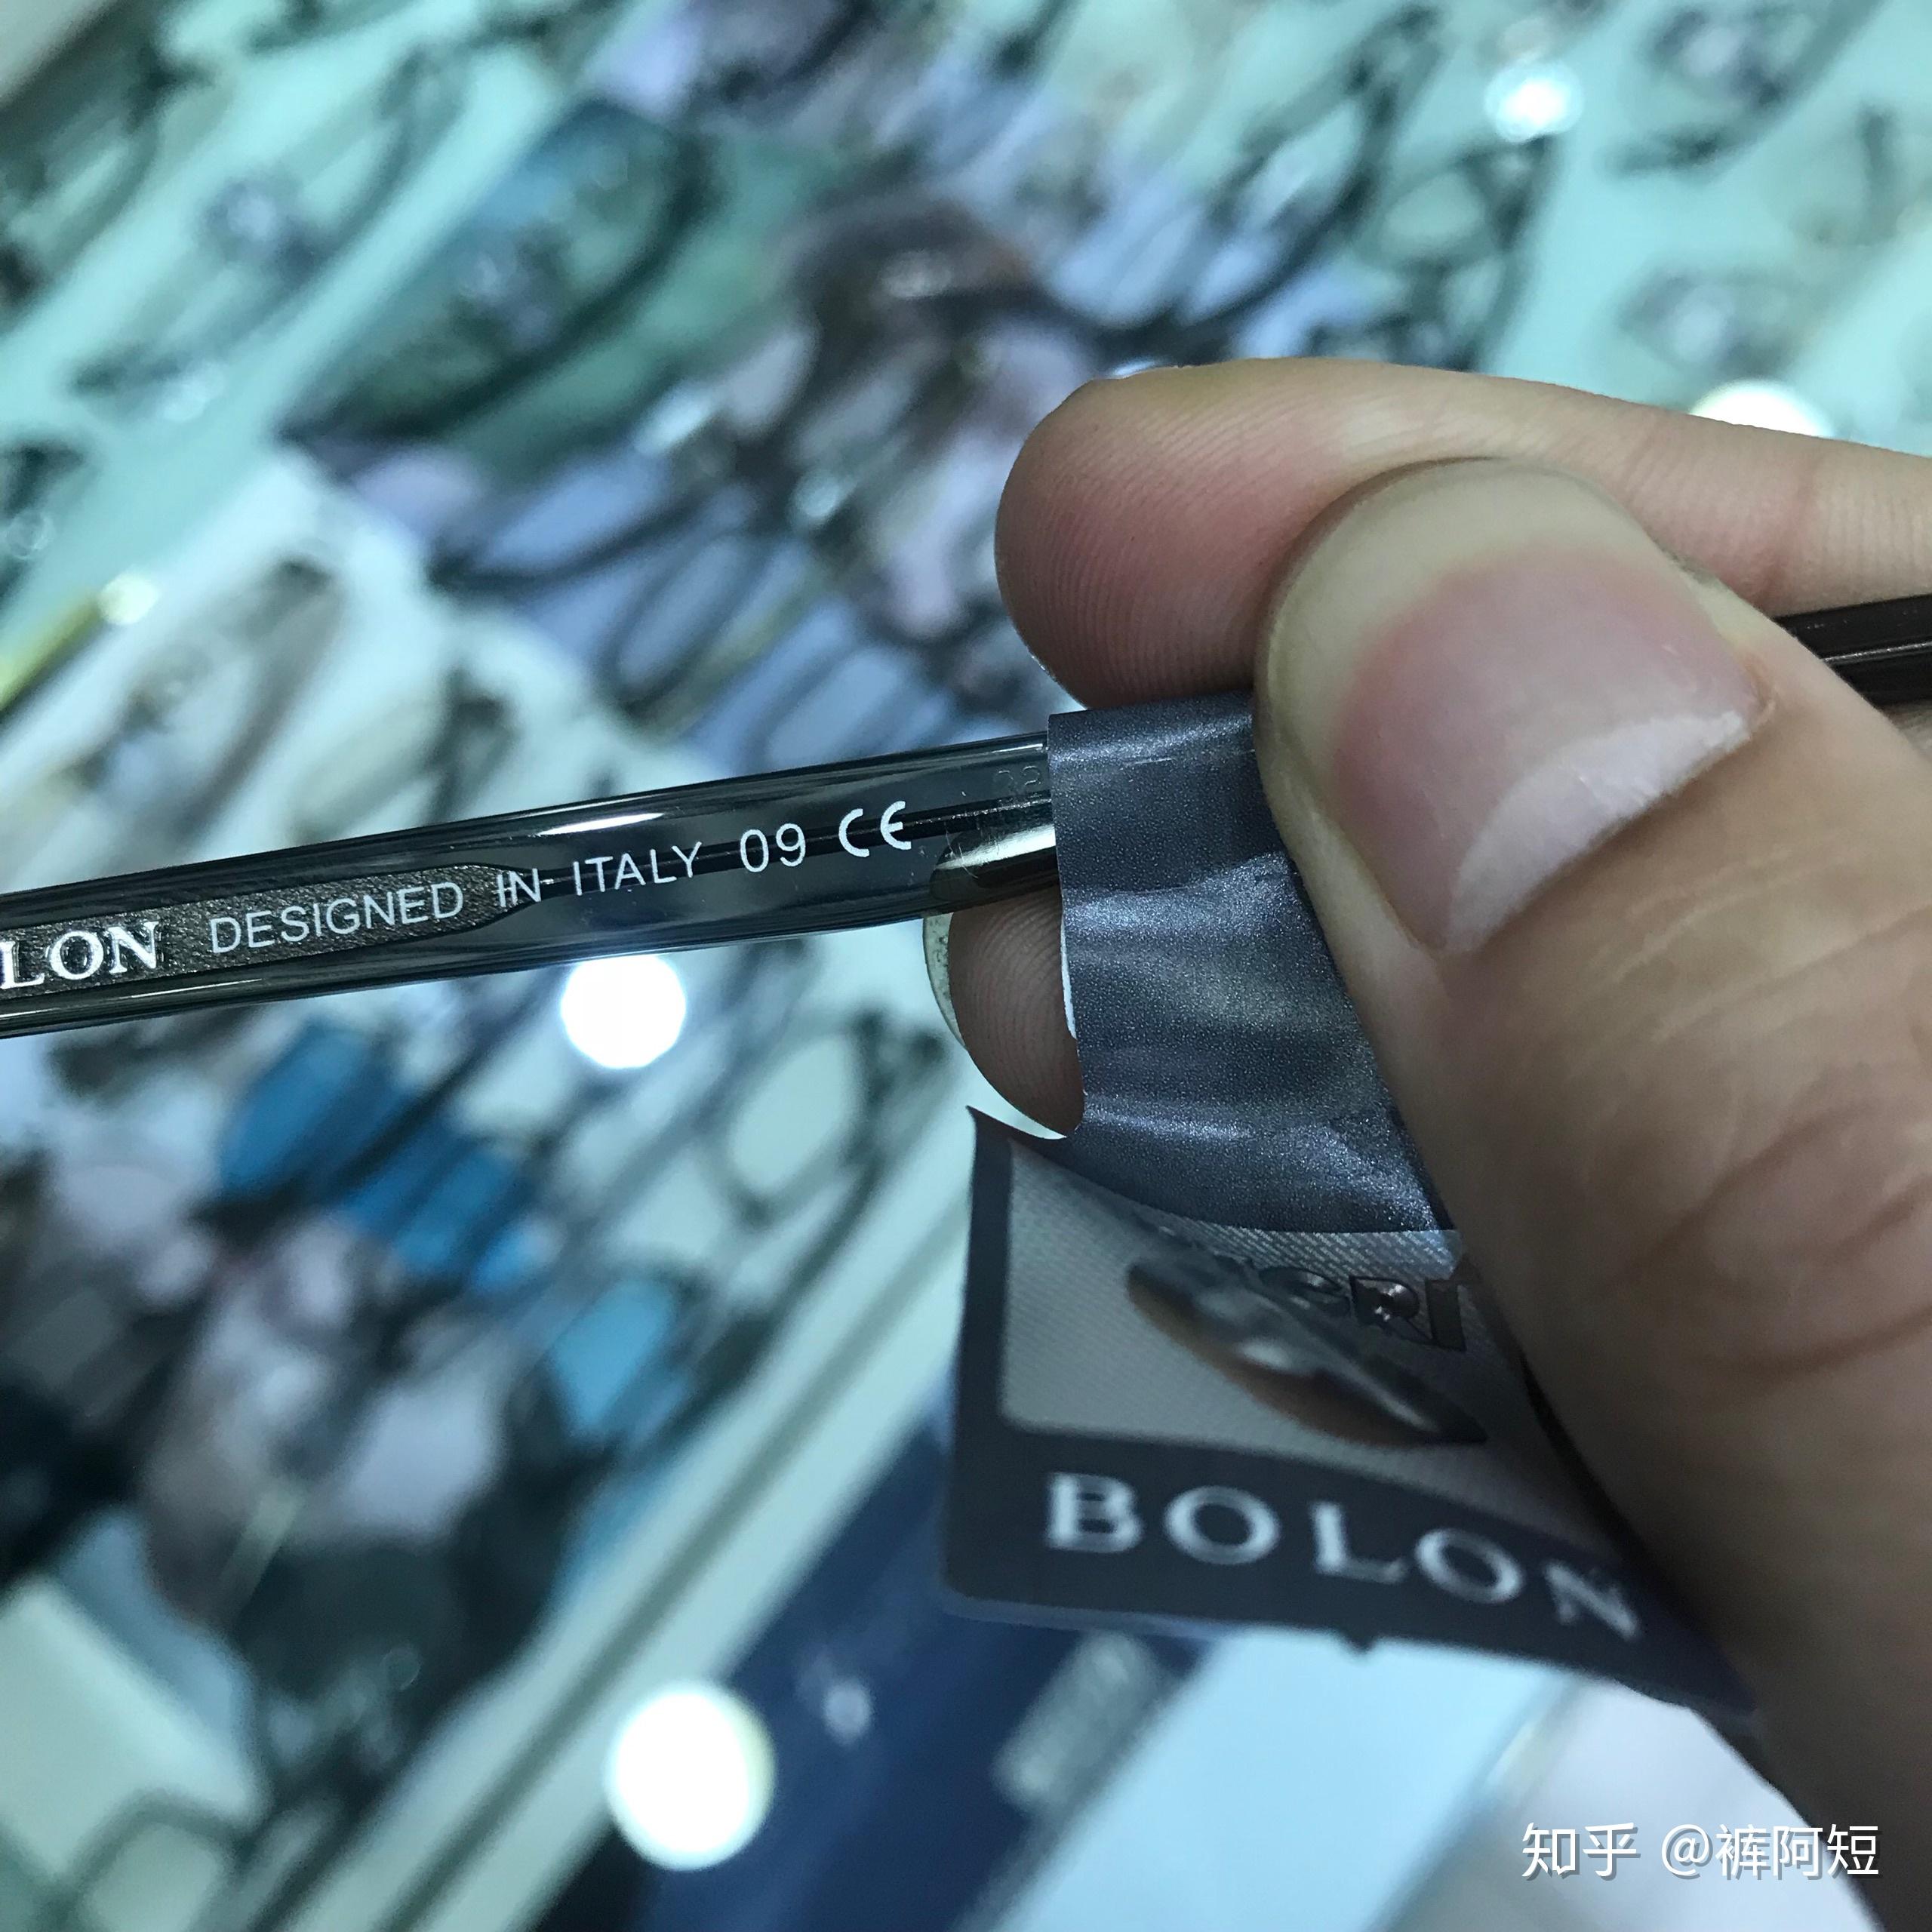 LON DESIGNED IN ITALY 09 CE
BOLON
知乎 @裤阿短